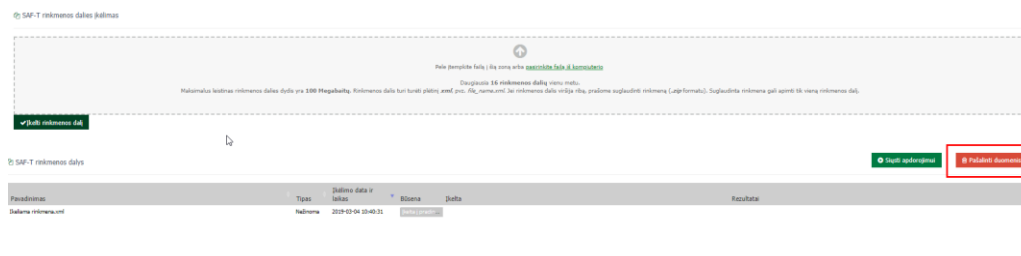 SAF-T rinkmenos dalies įkėlimas
Pele įtempkite failą į šią zoną arba pasirinkite failą iš kompiuterio
Daugiausia 16 rinkmenos dalių vienu metu.
Maksimalus leistinas rinkmenos dalies dydis yra 100 Megabaitų. Rinkmenos dalis turi turėti plėtinį .xml, pvz. file_name.xml Jei rinkmenos dalis viršija ribą, prašome suglaudinti rinkmeną (.zip formatu). Suglaudinta rinkmena gali apimti tik vieną rinkmenos dalį.
Įkelti rinkmenos dalį
SAF-T rinkmenos dalys
Siųsti apdorojimui
Pašalinti duomenis
Pavadinimas Tipas Įkėlimo data ir laikas Būsena Įkelta Rezultatai
Įkeliama rinkmena.xml Nežinoma 2019-03-04 10:40:31